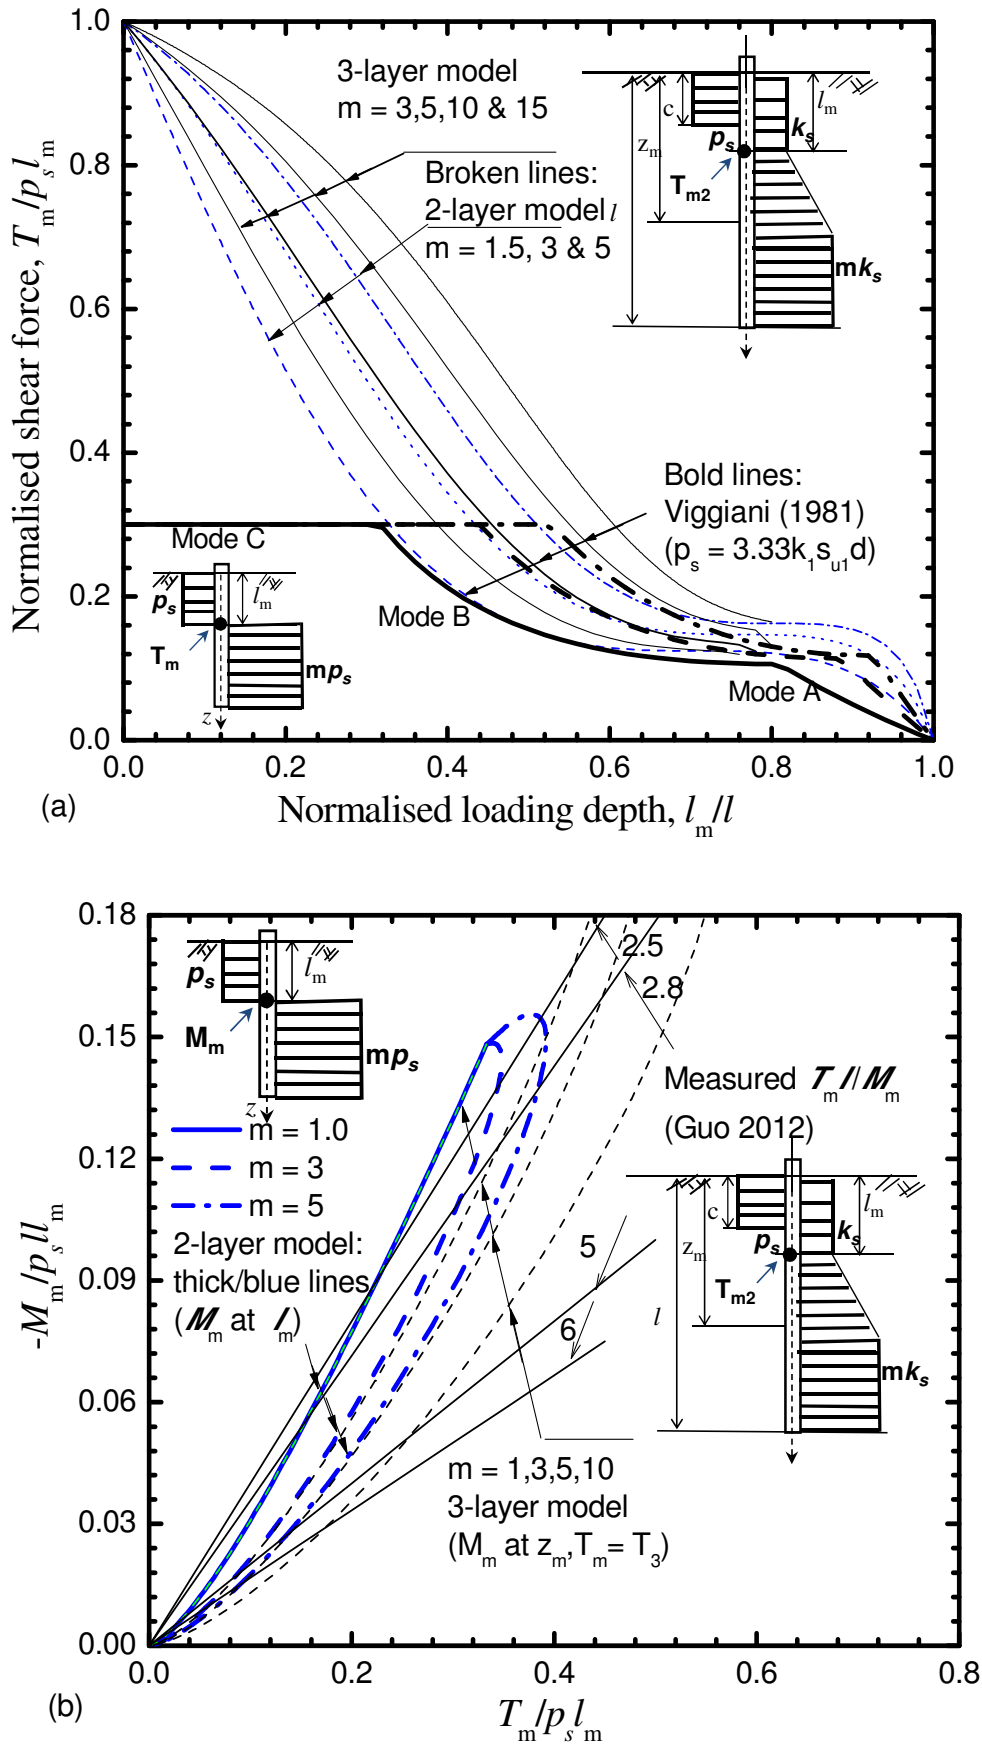 Normalised shear force, T_m/p_s l_m
1.0
0.8
0.6
0.4
0.2
0.0
3-layer model
m = 3,5,10 & 15
Broken lines:
2-layer model
l
m = 1.5, 3 & 5
c
z_m
p_s
k_s
l_m
T_m2
mk_s
Bold lines:
Viggiani (1981)
(p_s = 3.33k_1s_u1d)
Mode C
Mode B
Mode A
p_s
l_m
T_m
mp_s
z
0.0
0.2
0.4
0.6
0.8
1.0
(a)
Normalised loading depth, l_m/l
-M_m/p_s l l_m
0.18
0.15
0.12
0.09
0.06
0.03
0.00
p_s
l_m
M_m
mp_s
z
m = 1.0
m = 3
m = 5
2-layer model:
thick/blue lines
(M_m at l_m)
2.5
2.8
Measured T_m l/M_m
(Guo 2012)
5
6
c
z_m
l
p_s
k_s
l_m
T_m2
mk_s
m = 1,3,5,10
3-layer model
(M_m at z_m,T_m= T_3)
0.0
0.2
0.4
0.6
0.8
(b)
T_m/p_s l_m